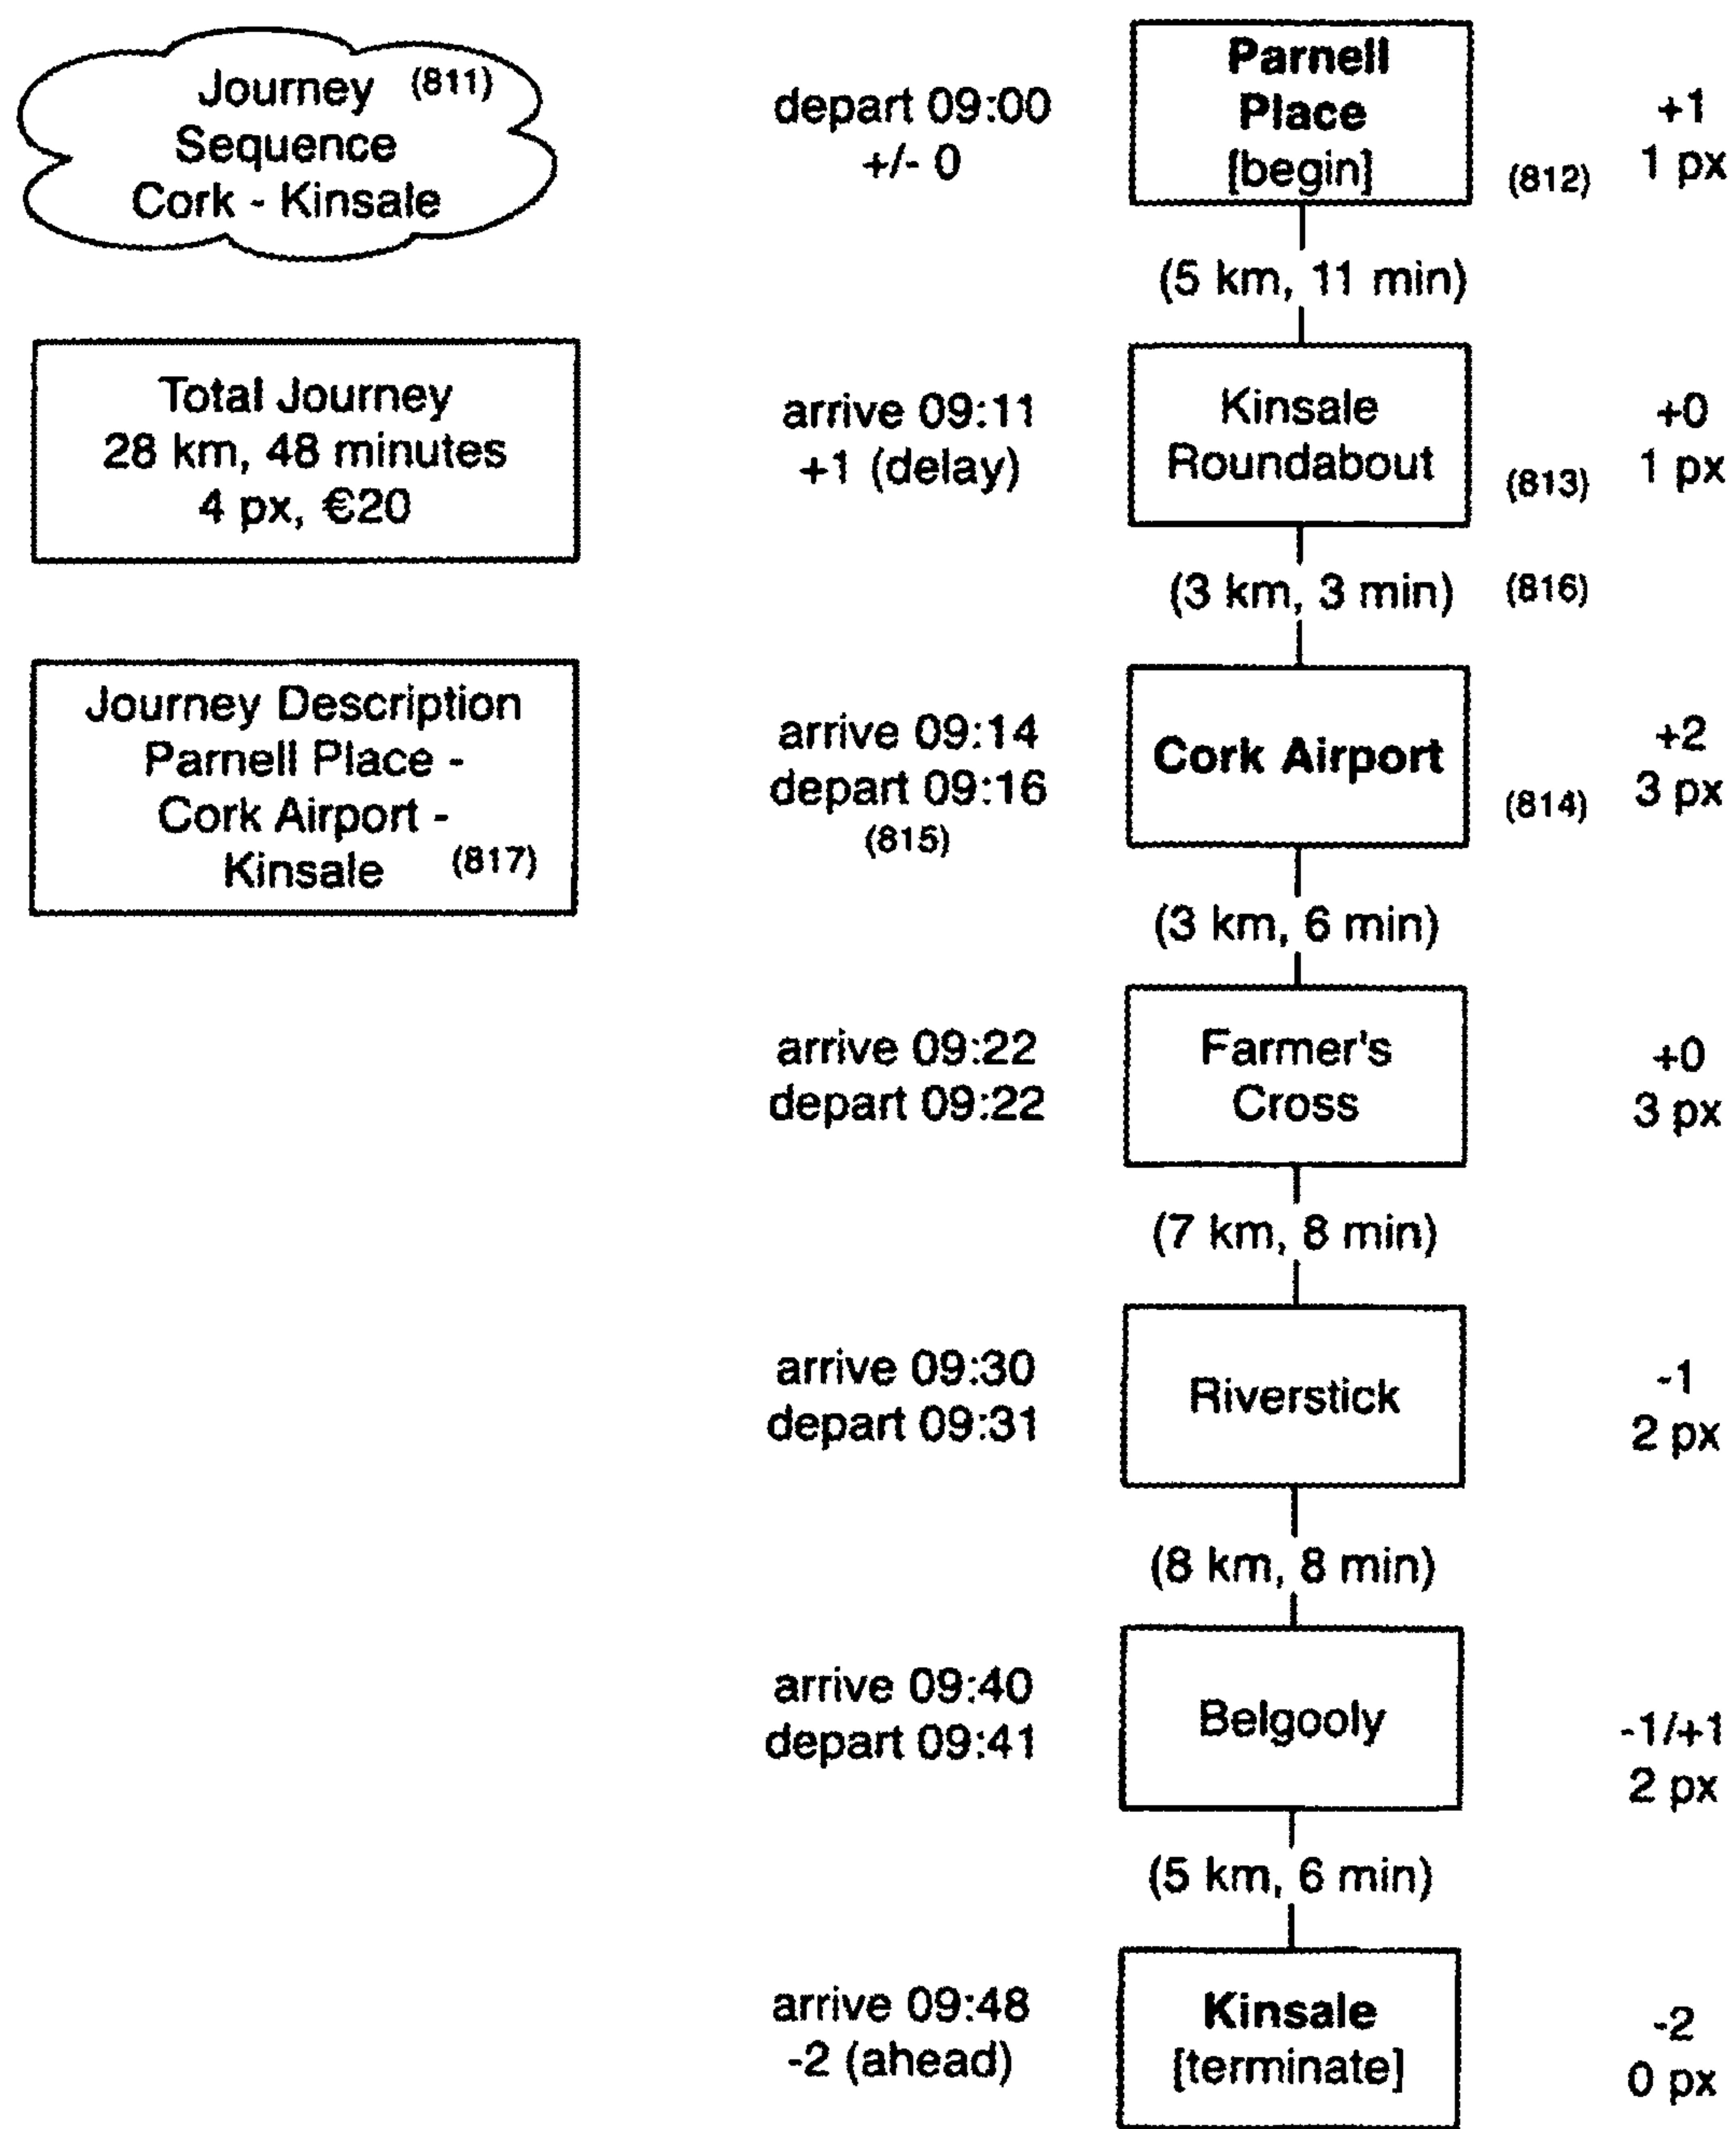 Journey (811)
Sequence
Cork - Kinsale
Total Journey
28 km, 48 minutes
4 px, €20
Journey Description
Parnell Place -
Cork Airport -
Kinsale (817)
depart 09:00
+/- 0
Parnell
Place
[begin]
(812)
+1
1 px
(5 km, 11 min)
arrive 09:11
+1 (delay)
Kinsale
Roundabout
(813)
+0
1 px
(3 km, 3 min) (816)
arrive 09:14
depart 09:16
(815)
Cork Airport
(814)
+2
3 px
(3 km, 6 min)
arrive 09:22
depart 09:22
Farmer's
Cross
+0
3 px
(7 km, 8 min)
arrive 09:30
depart 09:31
Riverstick
-1
2 px
(8 km, 8 min)
arrive 09:40
depart 09:41
Belgooly
-1/+1
2 px
(5 km, 6 min)
arrive 09:48
-2 (ahead)
Kinsale
[terminate]
-2
0 px